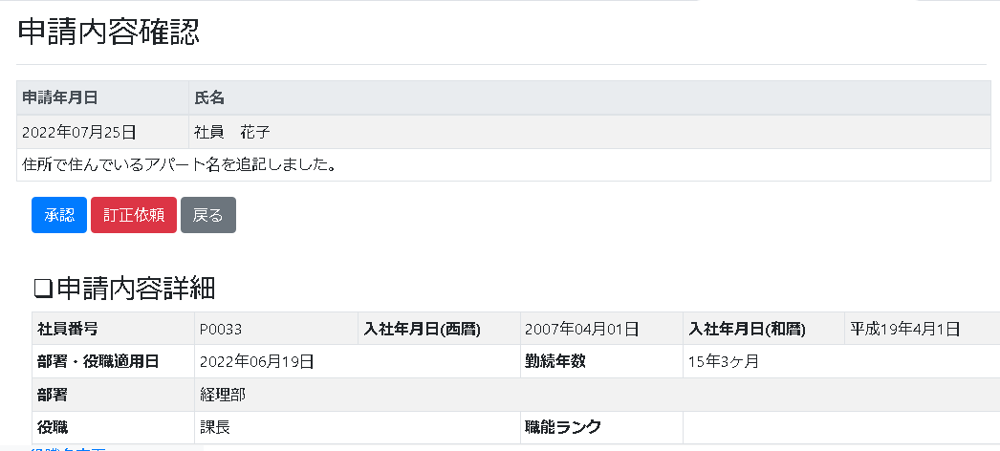 申請内容確認
申請年月日 氏名
2022年07月25日 社員　花子
住所で住んでいるアパート名を追記しました。
承認 訂正依頼 戻る
❏申請内容詳細
社員番号 P0033 入社年月日(西暦) 2007年04月01日 入社年月日(和暦) 平成19年4月1日
部署・役職適用日 2022年06月19日 勤続年数 15年3ケ月
部署 経理部
役職 課長 職能ランク